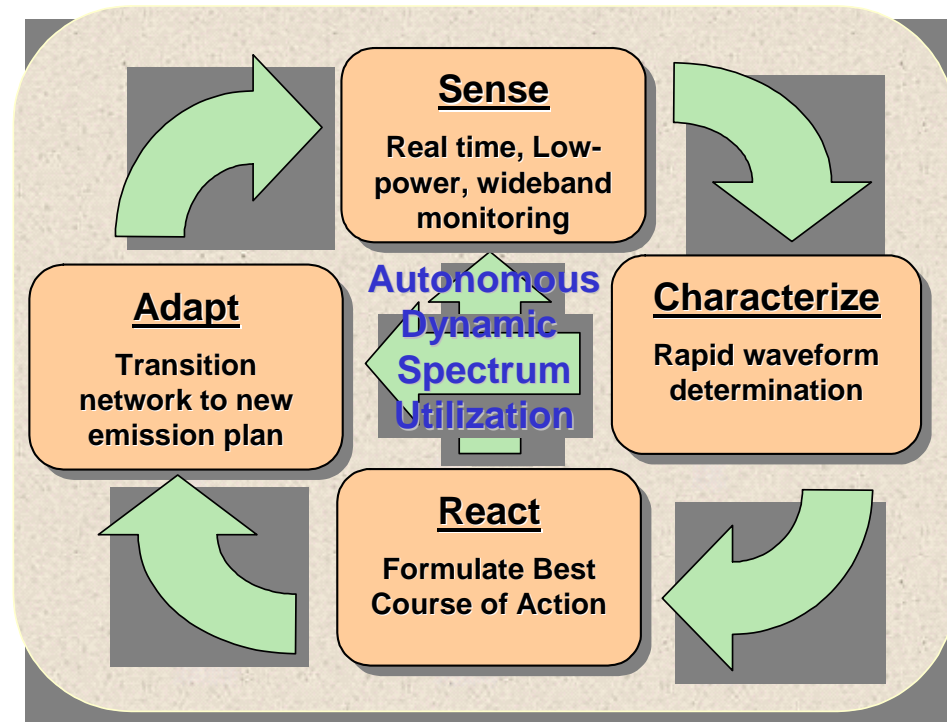 Sense
Real time, Low-
power, wideband
monitoring
Autonomous
Dynamic
Spectrum
Utilization
Characterize
Rapid waveform
determination
React
Formulate Best
Course of Action
Adapt
Transition
network to new
emission plan